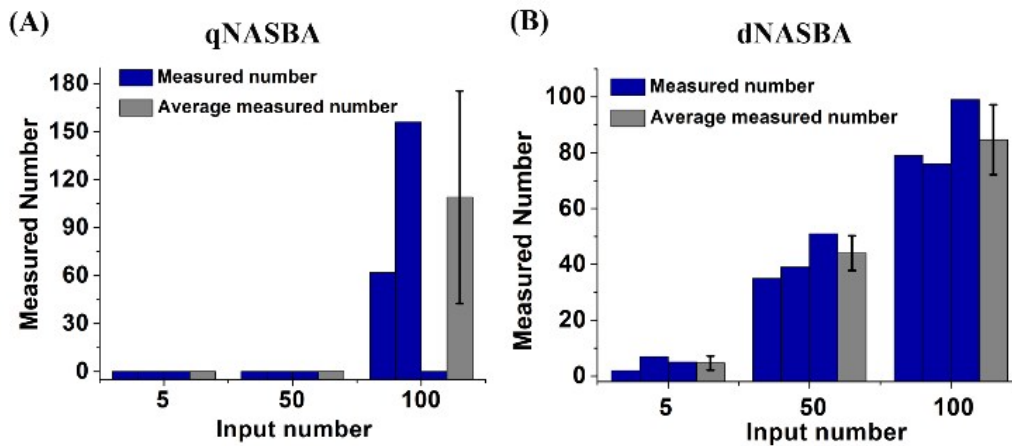 (A)
qNASBA
Measured number
Average measured number
Measured Number
180
150
120
90
60
30
0
5
50
100
Input number
(B)
dNASBA
Measured number
Average measured number
Measured Number
100
80
60
40
20
0
5
50
100
Input number